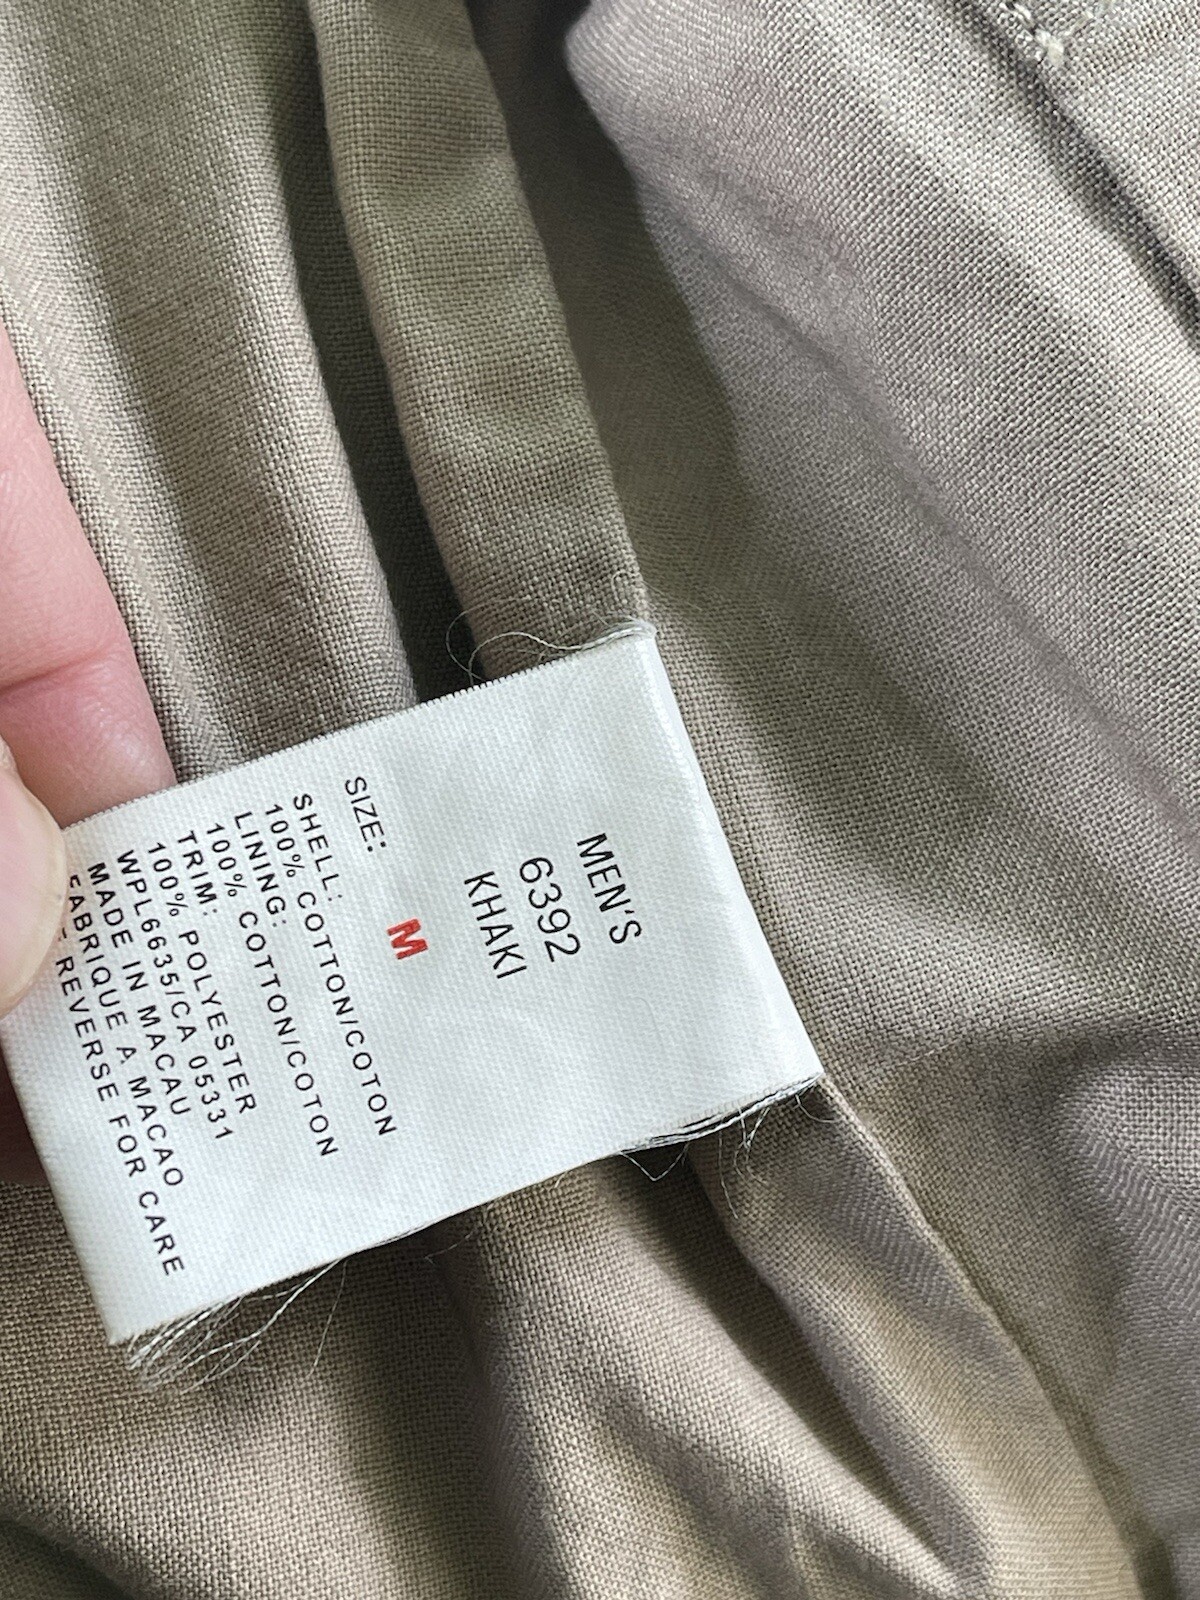 MEN'S
6392
KHAKI
SIZE: M
SHELL:
100% COTTON/COTON
LINING:
100% COTTON/COTON
TRIM:
100% POLYESTER
WPL6635/CA 05331
MADE IN MACAU
FABRIQUE A MACAO
REVERSE FOR CARE